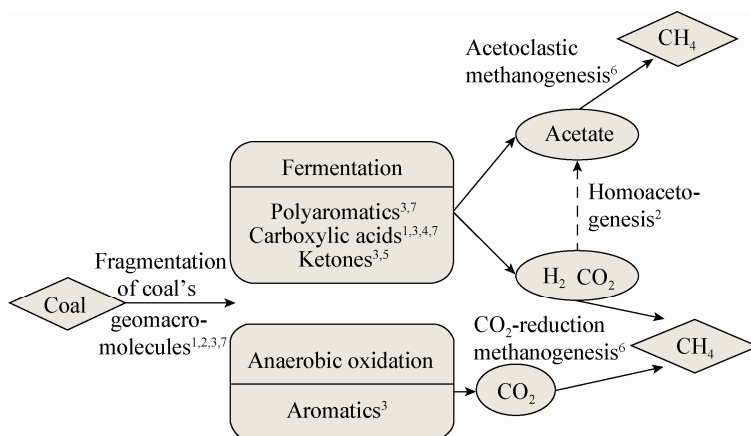 CH₄
Acetoclastic
methanogenesis⁶
Acetate
Fermentation
Polyaromatics³,⁷
Carboxylic acids¹,³,⁴,⁷
Ketones³,⁵
Homoaceto-
genesis²
H₂ CO₂
Fragmentation
of coal's
geomacro-
molecules¹,²,³,⁷
Coal
CO₂-reduction
methanogenesis⁶
CH₄
Anaerobic oxidation
Aromatics³
CO₂